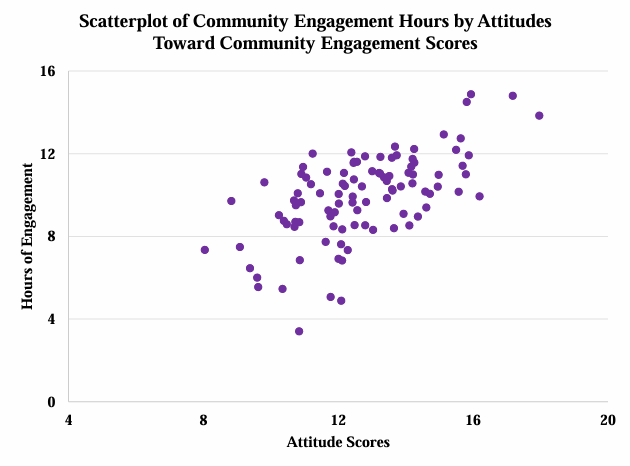 Scatterplot of Community Engagement Hours by Attitudes
Toward Community Engagement Scores
16
12
8
4
0
Hours of Engagement
4 8 12 16 20
Attitude Scores